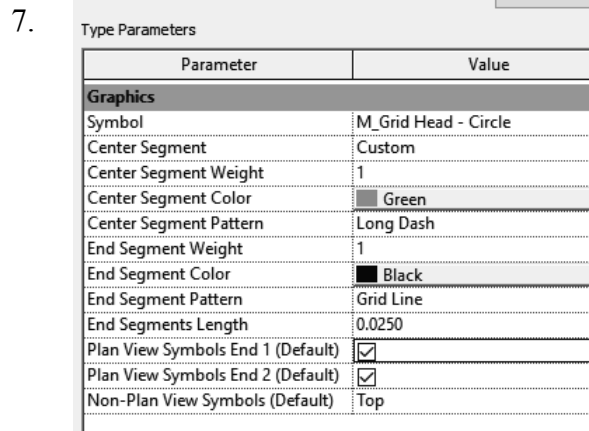 7.
Type Parameters
Parameter Value
Graphics
Symbol M_Grid Head - Circle
Center Segment Custom
Center Segment Weight 1
Center Segment Color Green
Center Segment Pattern Long Dash
End Segment Weight 1
End Segment Color Black
End Segment Pattern Grid Line
End Segments Length 0.0250
Plan View Symbols End 1 (Default)
Plan View Symbols End 2 (Default)
Non-Plan View Symbols (Default) Top